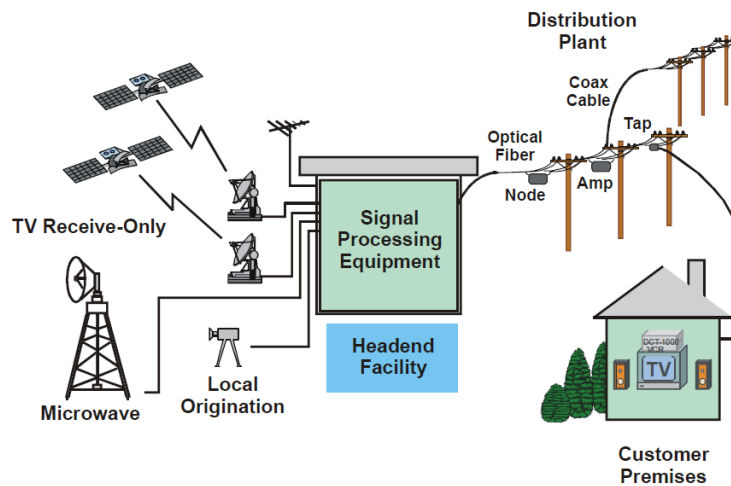 Distribution
Plant
Coax
Cable
Tap
Optical
Fiber
Node
Amp
TV Receive-Only
Signal
Processing
Equipment
Headend
Facility
Microwave
Local
Origination
DCT-1000
VCR
TV
Customer
Premises